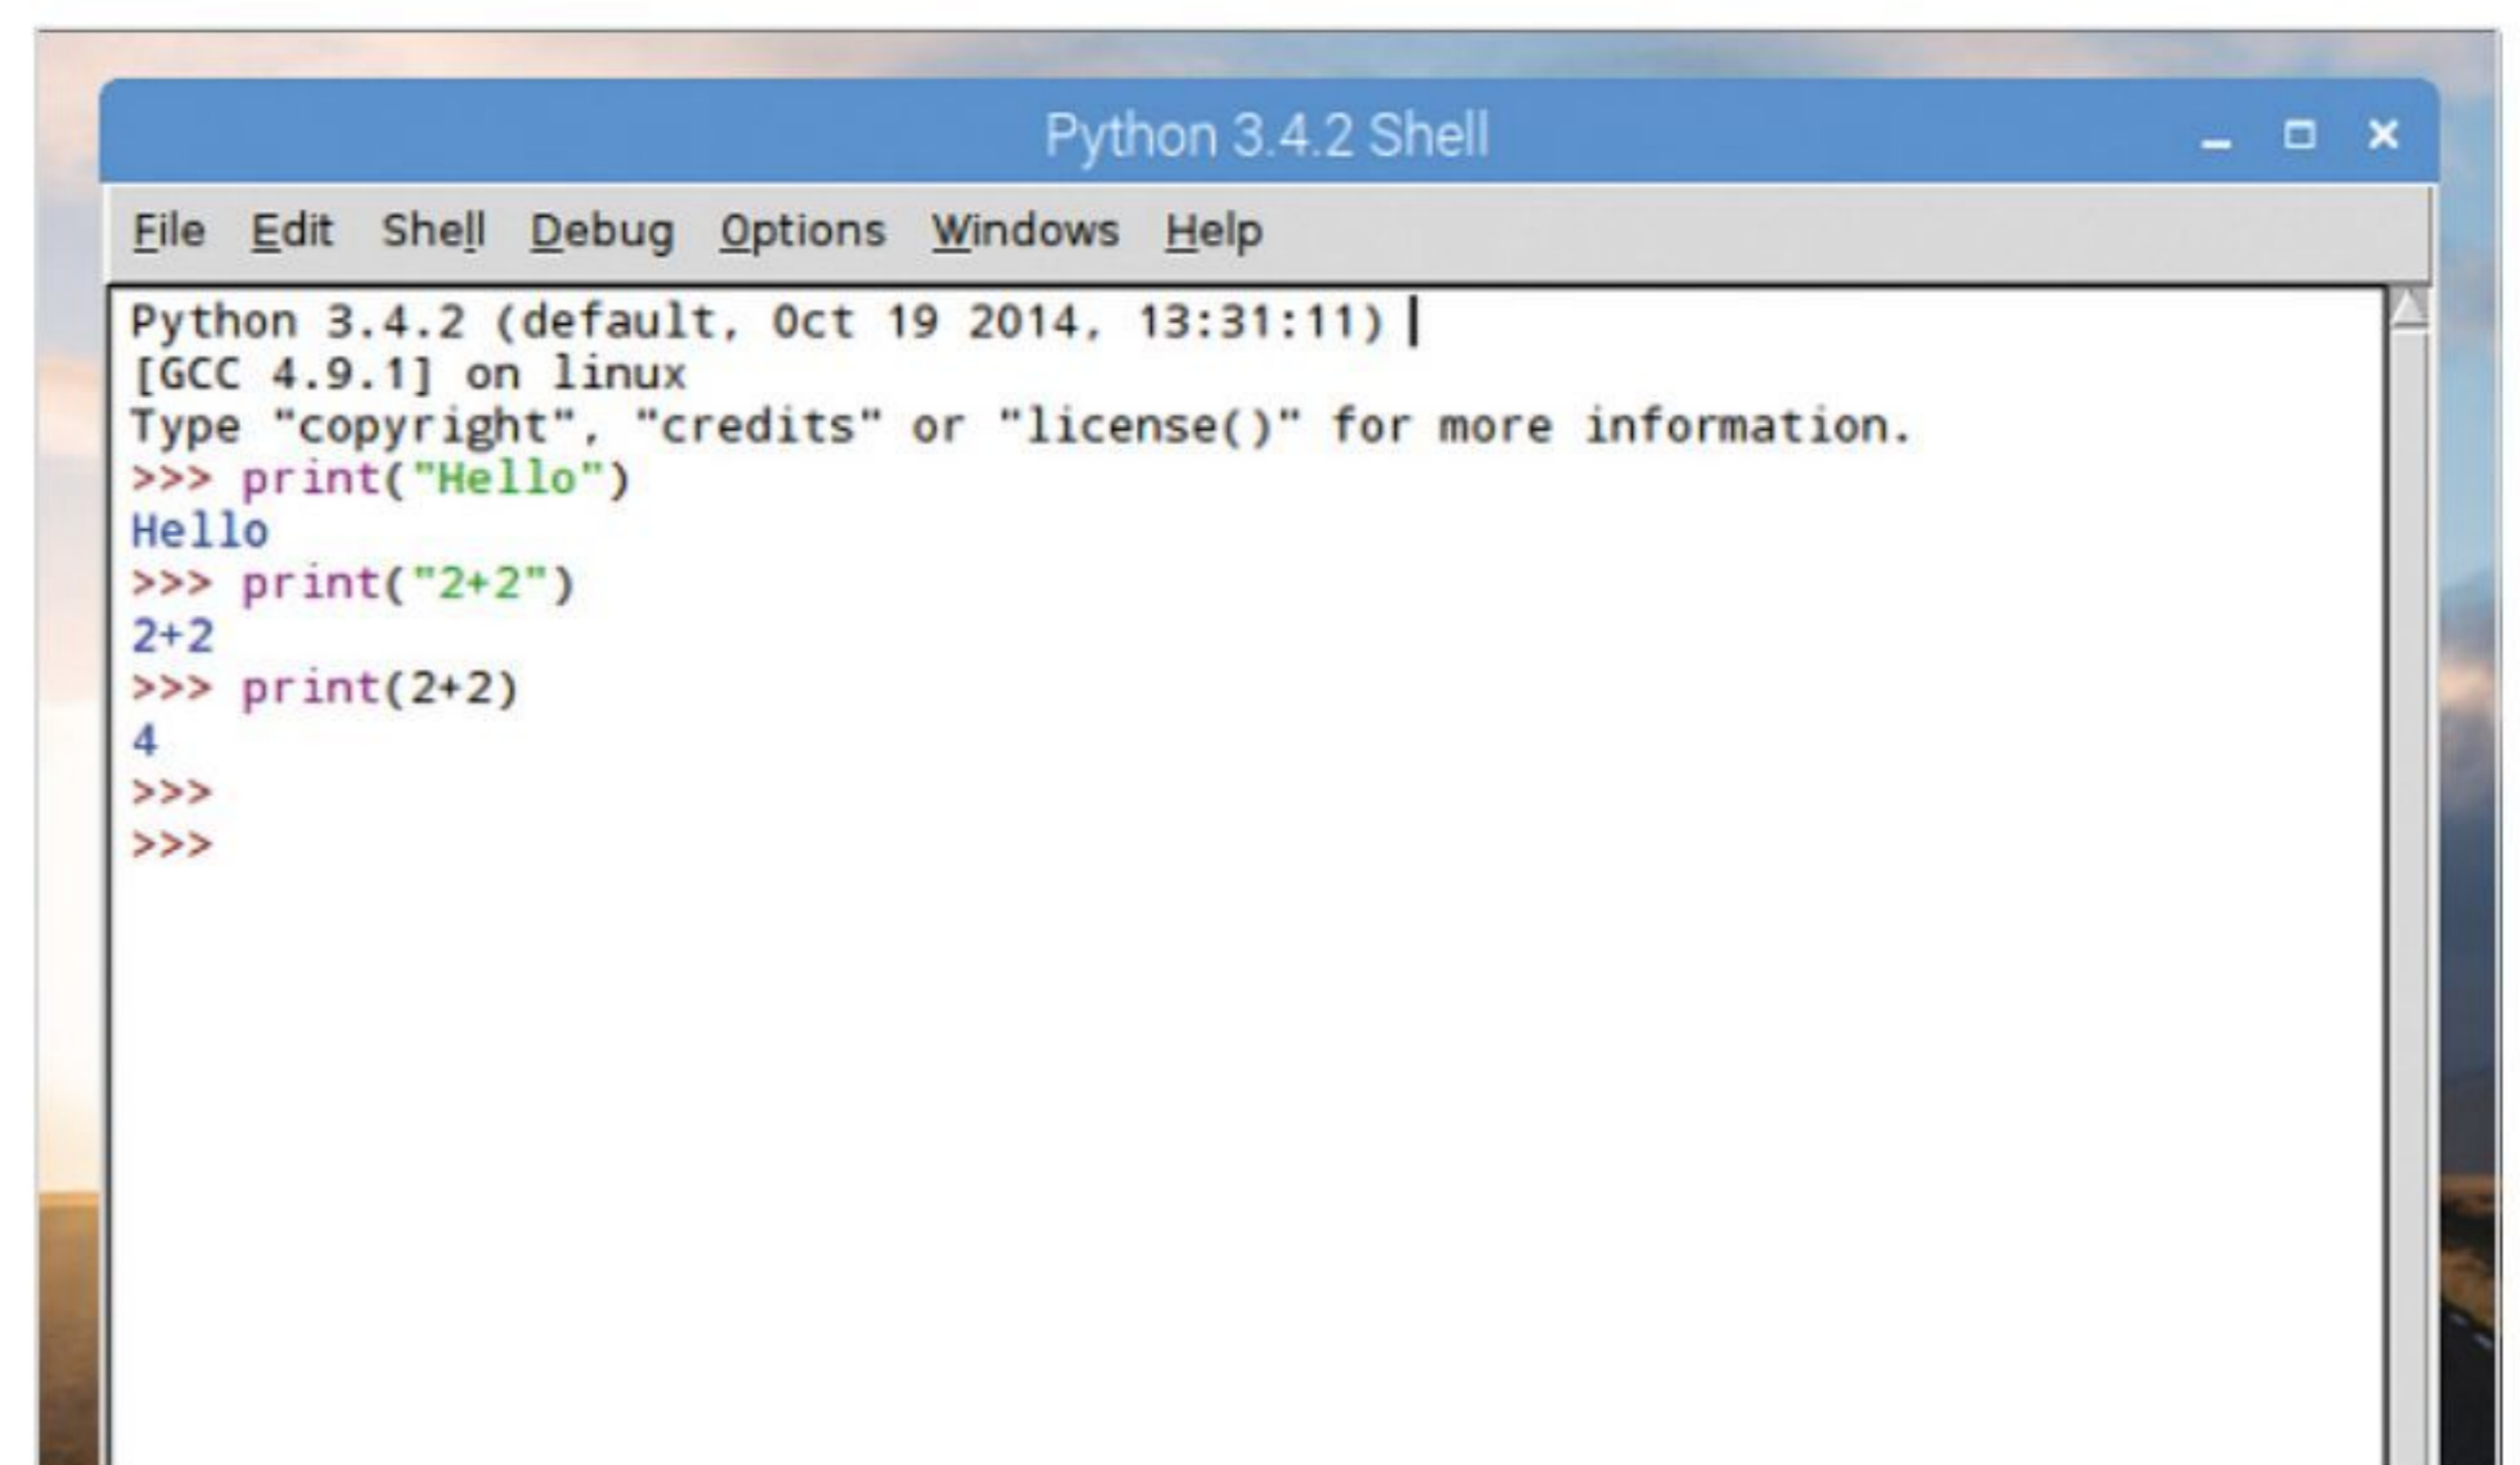 Python 3.4.2 Shell
File Edit Shell Debug Options Windows Help
Python 3.4.2 (default, Oct 19 2014, 13:31:11)
[GCC 4.9.1] on linux
Type "copyright", "credits" or "license()" for more information.
>>> print("Hello")
Hello
>>> print("2+2")
2+2
>>> print(2+2)
4
>>>
>>>